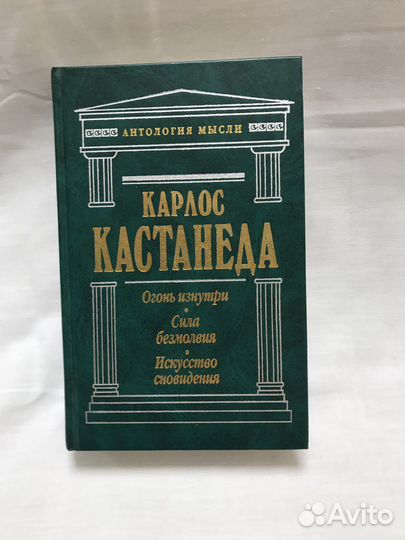 АНТОЛОГИЯ МЫСЛИ
КАРЛОС
КАСТАНЕДА
Огонь изнутри
•
Сила
безмолвия
•
Искусство
сновидения
Avito